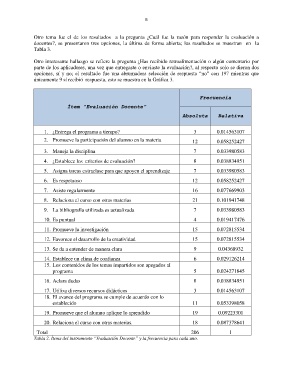 8
Otro tema fue el de los resultados a la pregunta ¿Cuál fue la razón para responder la evaluación a
docentes?, se presentaron tres opciones, la última de forma abierta; los resultados se muestran en la
Tabla 3.
Otro interesante hallazgo se refiere la pregunta ¿Has recibido retroalimentación o algún comentario por
parte de los aplicadores, una vez que entregaste o enviaste la evaluación?, al respecto solo se dieron dos
opciones, sí y no; el resultado fue una abrumadora selección de respuesta "no" con 197 mientras que
únicamente 9 sí recibió respuesta, esto se muestra en la Gráfica 3.
Ítem "Evaluación Docente"
Frecuencia
Absoluta Relativa
1. ¿Entrega el programa a tiempo? 3 0.014563107
2. Promueve la participación del alumno en la materia 12 0.058252427
3. Maneja la disciplina 7 0.033980583
4. ¿Establece los criterios de evaluación? 8 0.038834951
5. Asigna tareas extraclase para que apoyen el aprendizaje 7 0.033980583
6. Es respetuoso 12 0.058252427
7. Asiste regularmente 16 0.077669903
8. Relaciona el curso con otras materias 21 0.101941748
9. La bibliografía utilizada es actualizada 7 0.033980583
10. Es puntual 4 0.019417476
11. Promueve la investigación 15 0.072815534
12. Favorece el desarrollo de la creatividad 15 0.072815534
13. Se da a entender de manera clara 9 0.04368932
14. Establece un clima de confianza 6 0.029126214
15. Los contenidos de los temas impartidos son apegados al
programa 5 0.024271845
16. Aclara dudas 8 0.038834951
17. Utiliza diversos recursos didácticos 3 0.014563107
18. El avance del programa se cumple de acuerdo con lo
establecido 11 0.053398058
19. Promueve que el alumno aplique lo aprendido 19 0.09223301
20. Relaciona el curso con otras materias. 18 0.087378641
Total 206 1
Tabla 2. Ítems del instrumento "Evaluación Docente" y la frecuencia para cada uno.